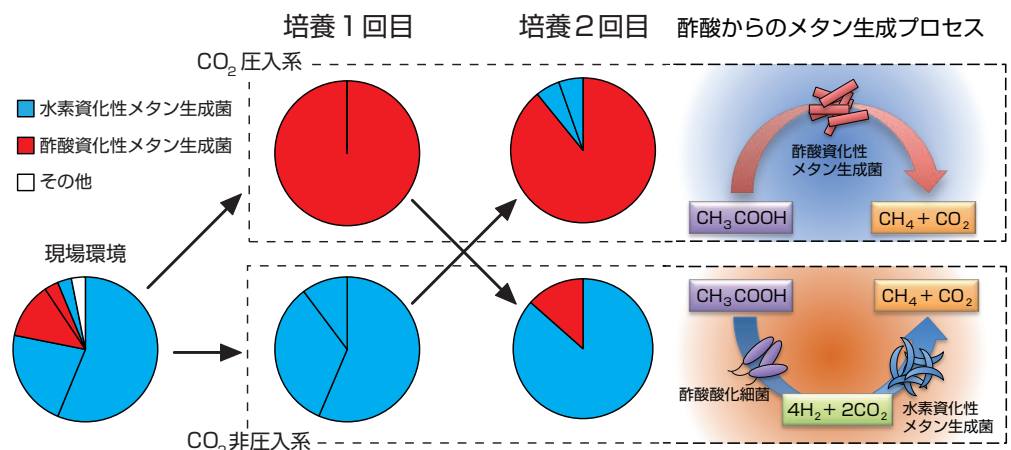 培養1回目
培養2回目
酢酸からのメタン生成プロセス
CO₂ 圧入系
水素資化性メタン生成菌
酢酸資化性メタン生成菌
その他
現場環境
酢酸資化性
メタン生成菌
CH₃COOH
CH₄ + CO₂
CH₃COOH
CH₄ + CO₂
酢酸酸化細菌
4H₂ + 2CO₂
水素資化性
メタン生成菌
CO₂非圧入系